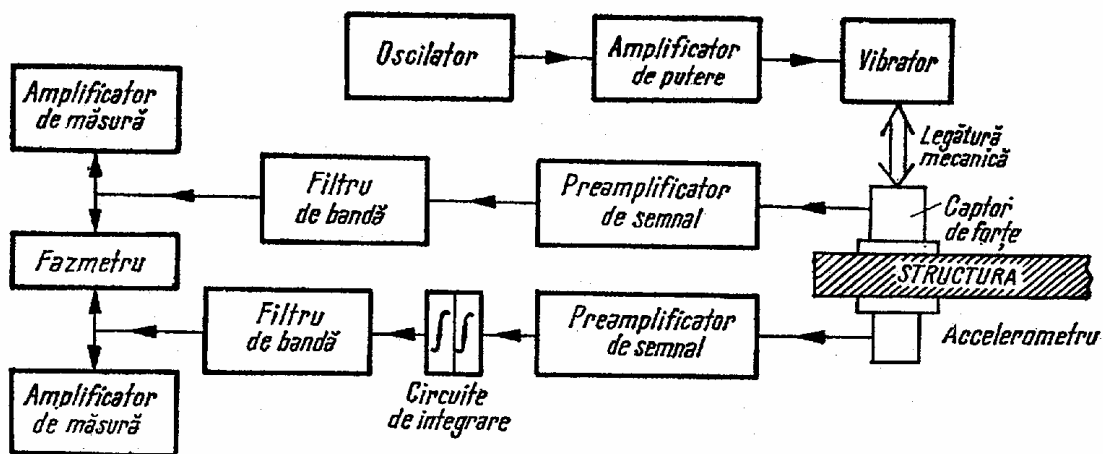 Oscilator
Amplificator
de putere
Vibrator
Amplificator
de măsură
Legătură
mecanică
Filtru
de bandă
Preamplificator
de semnal
Captor
de forțe
Fazmetru
STRUCTURA
Filtru
de bandă
∫ ∫
Preamplificator
de semnal
Accelerometru
Amplificator
de măsură
Circuite
de integrare